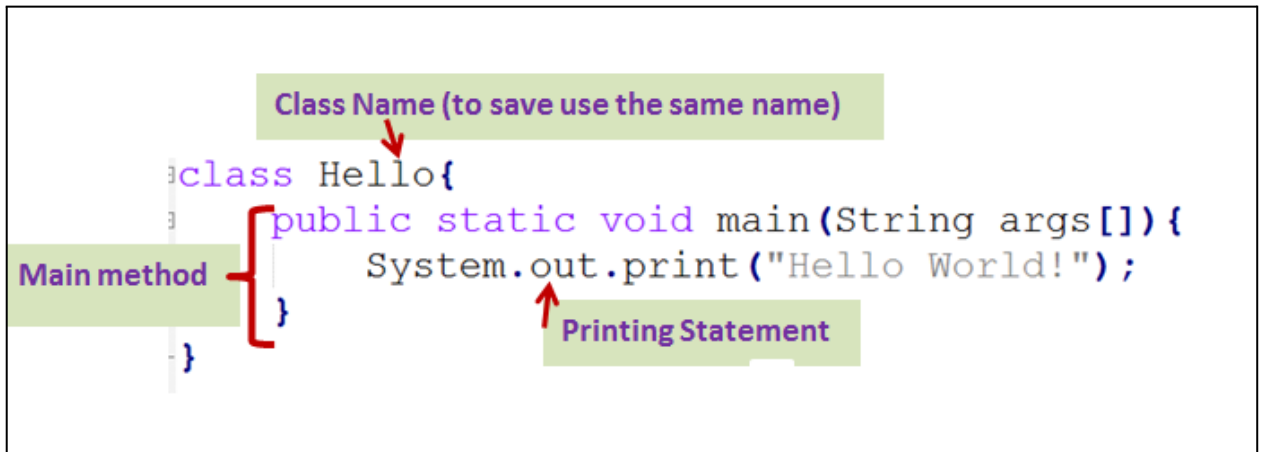 Class Name (to save use the same name)
class Hello{
public static void main(String args[]){
Main method
System.out.print("Hello World!");
}
Printing Statement
}